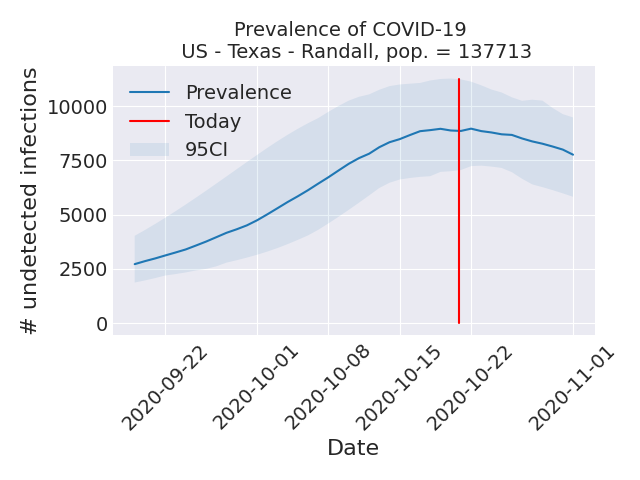 Prevalence of COVID-19
US - Texas - Randall, pop. = 137713
# undetected infections
10000
7500
5000
2500
0
Prevalence
Today
95CI
2020-09-22
2020-10-01
2020-10-08
2020-10-15
2020-10-22
2020-11-01
Date